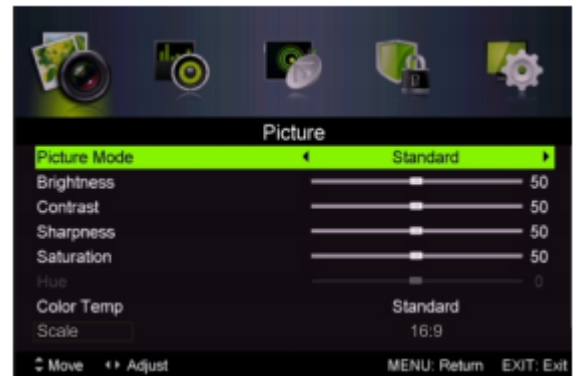 Picture
Picture Mode Standard
Brightness 50
Contrast 50
Sharpness 50
Saturation 50
Hue 0
Color Temp Standard
Scale 16:9
Move Adjust MENU: Return EXIT: Exit